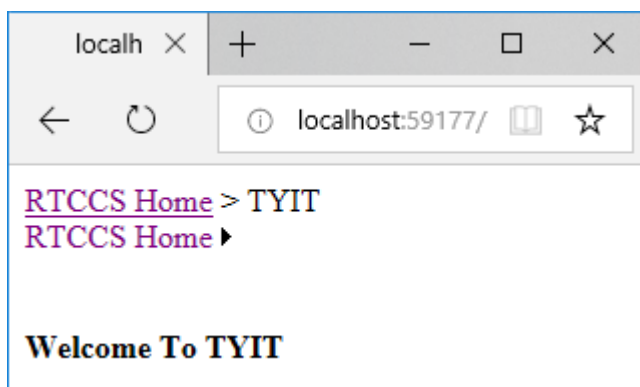 localh
localhost:59177/
RTCCS Home > TYIT
RTCCS Home
Welcome To TYIT